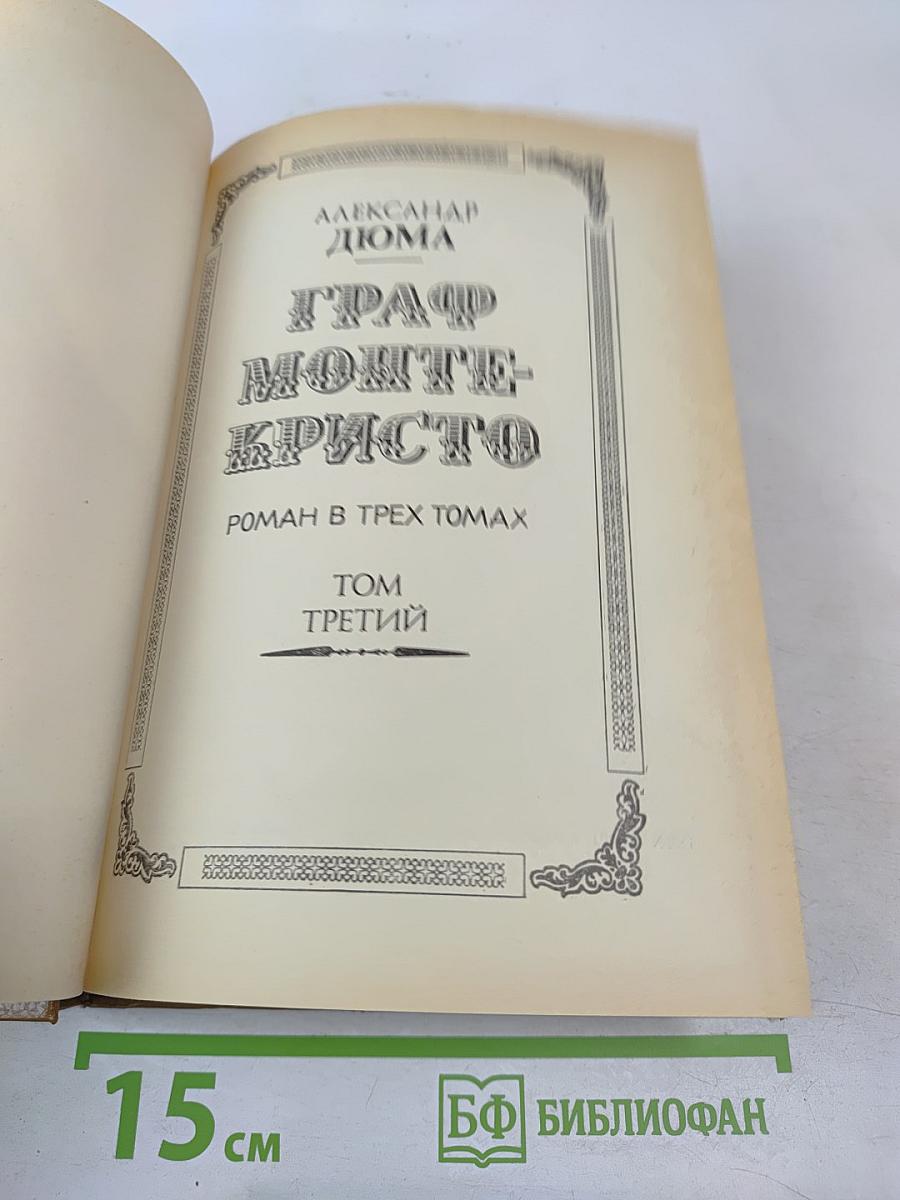 АЛЕКСАНДР
ДЮМА
ГРАФ
МОНТЕ-
КРИСТО
РОМАН В ТРЕХ ТОМАХ
ТОМ
ТРЕТИЙ
15 см
БФ БИБЛИОФАН